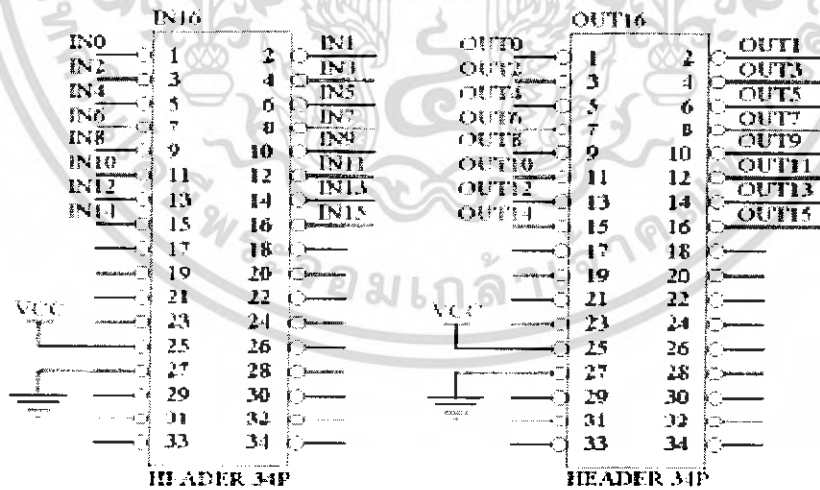 IN16
IN0 1 2 IN1
IN2 3 4 IN3
IN4 5 6 IN5
IN6 7 8 IN7
IN8 9 10 IN9
IN10 11 12 IN11
IN12 13 14 IN13
IN14 15 16 IN15
17 18
19 20
21 22
VCC 23 24
25 26
27 28
29 30
31 32
33 34
HEADER 34P
OUT16
OUT0 1 2 OUT1
OUT2 3 4 OUT3
OUT4 5 6 OUT5
OUT6 7 8 OUT7
OUT8 9 10 OUT9
OUT10 11 12 OUT11
OUT12 13 14 OUT13
OUT14 15 16 OUT15
17 18
19 20
21 22
VCC 23 24
25 26
27 28
29 30
31 32
33 34
HEADER 34P